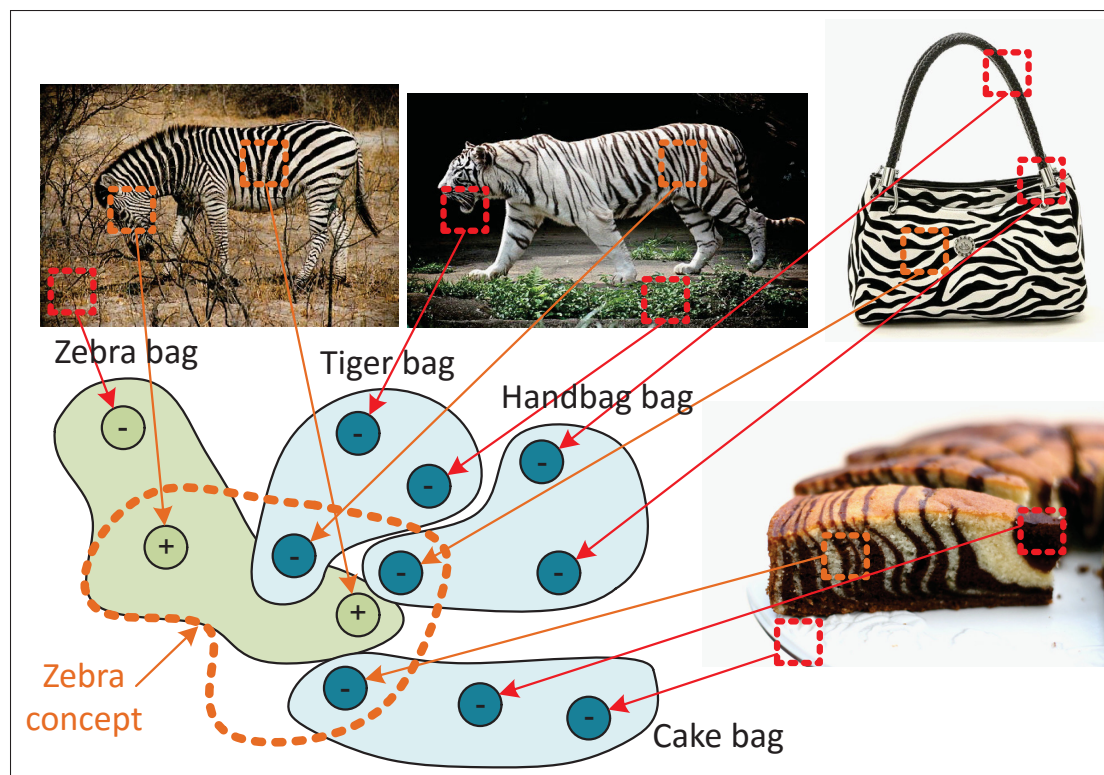 Zebra bag
Tiger bag
Handbag bag
-
-
-
-
+
-
-
-
+
-
-
-
Zebra
concept
Cake bag